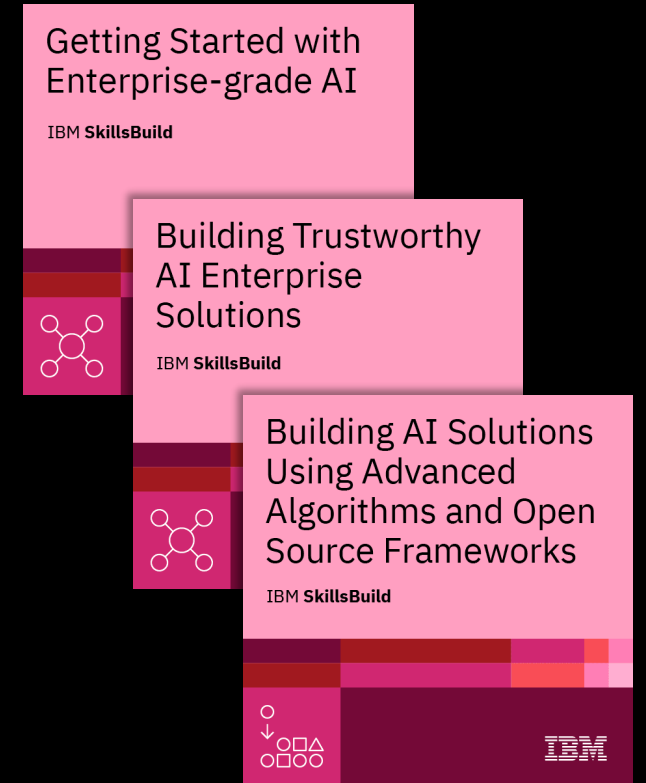 Getting Started with
Enterprise-grade AI
IBM SkillsBuild
Building Trustworthy
AI Enterprise
Solutions
IBM SkillsBuild
Building AI Solutions
Using Advanced
Algorithms and Open
Source Frameworks
IBM SkillsBuild
IBM